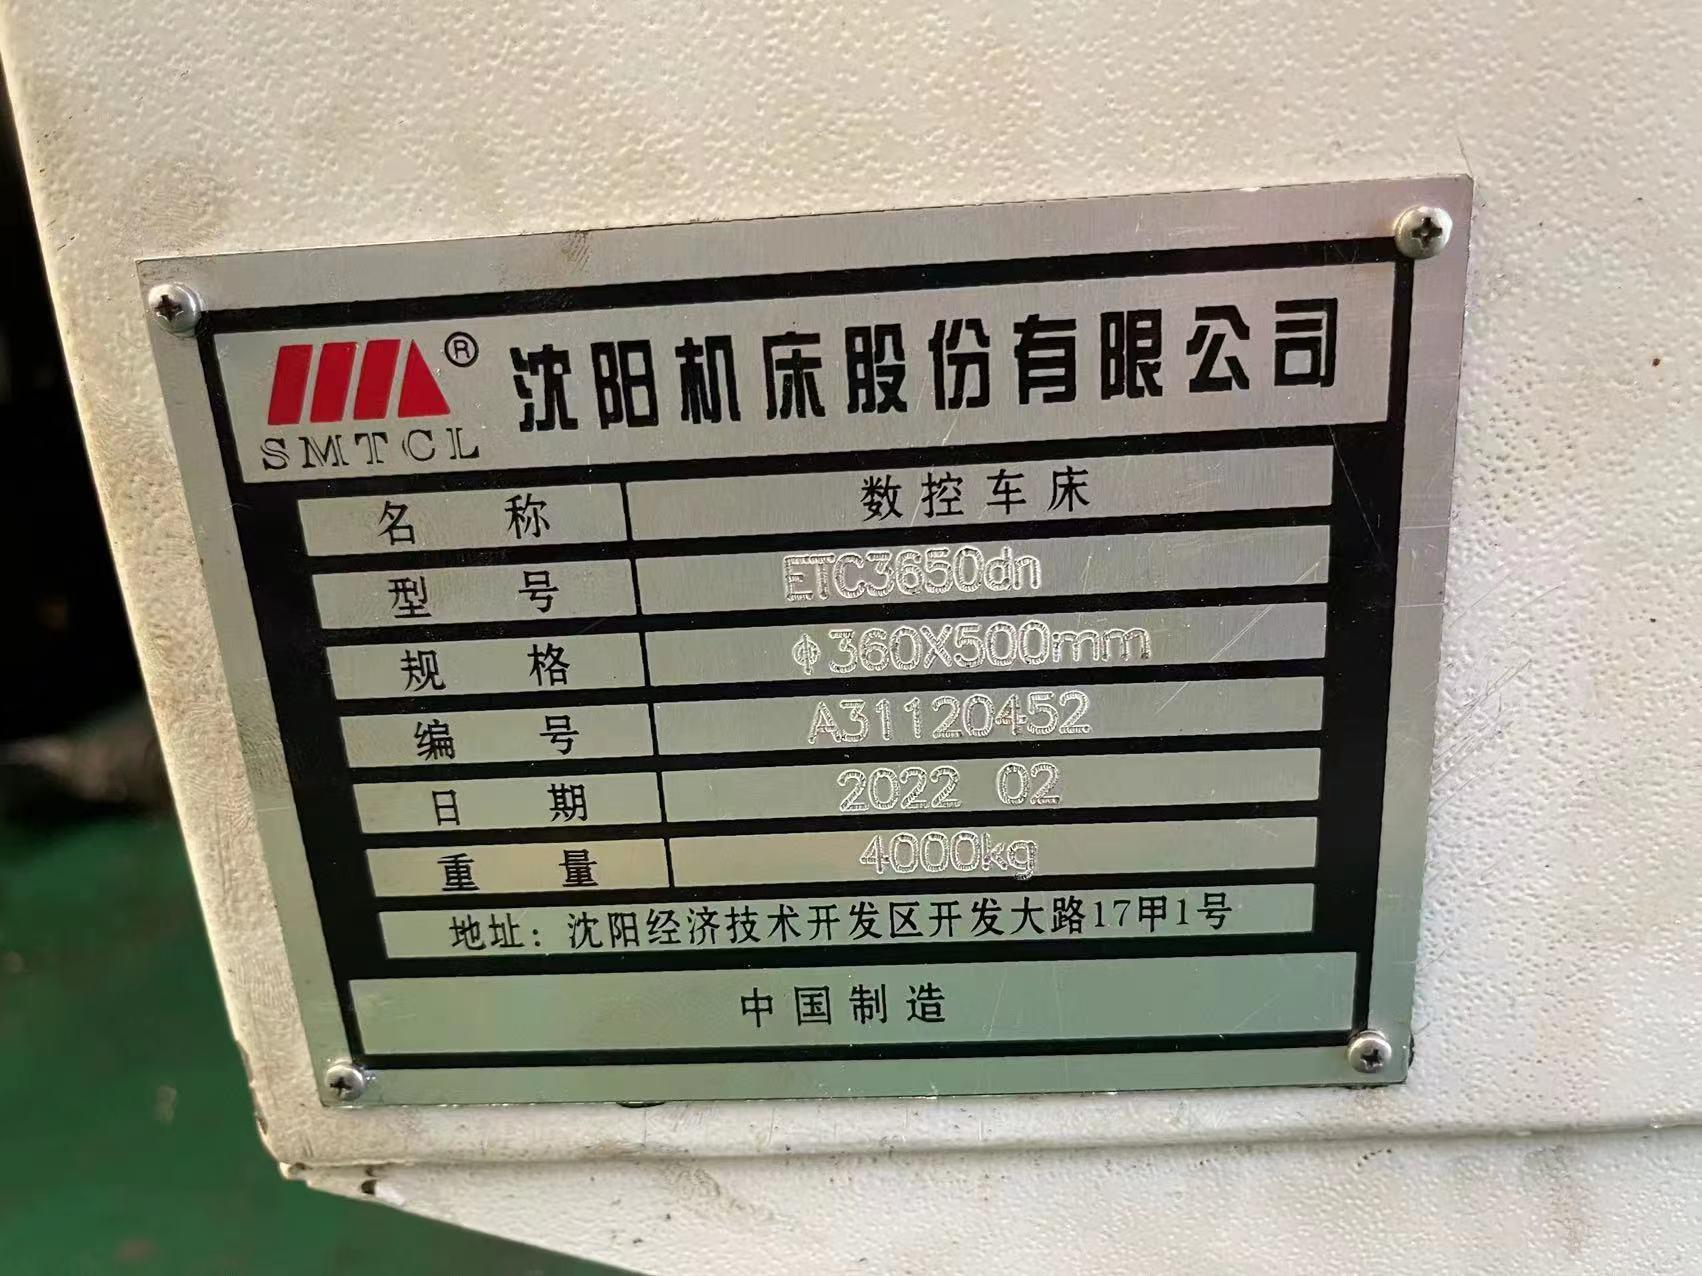 SMTCL ® 沈阳机床股份有限公司
名称 数控车床
型号 ETC3650dn
规格 Φ360X500mm
编号 A31120452
日期 2022 02
重量 4000kg
地址：沈阳经济技术开发区开发大路17甲1号
中国制造